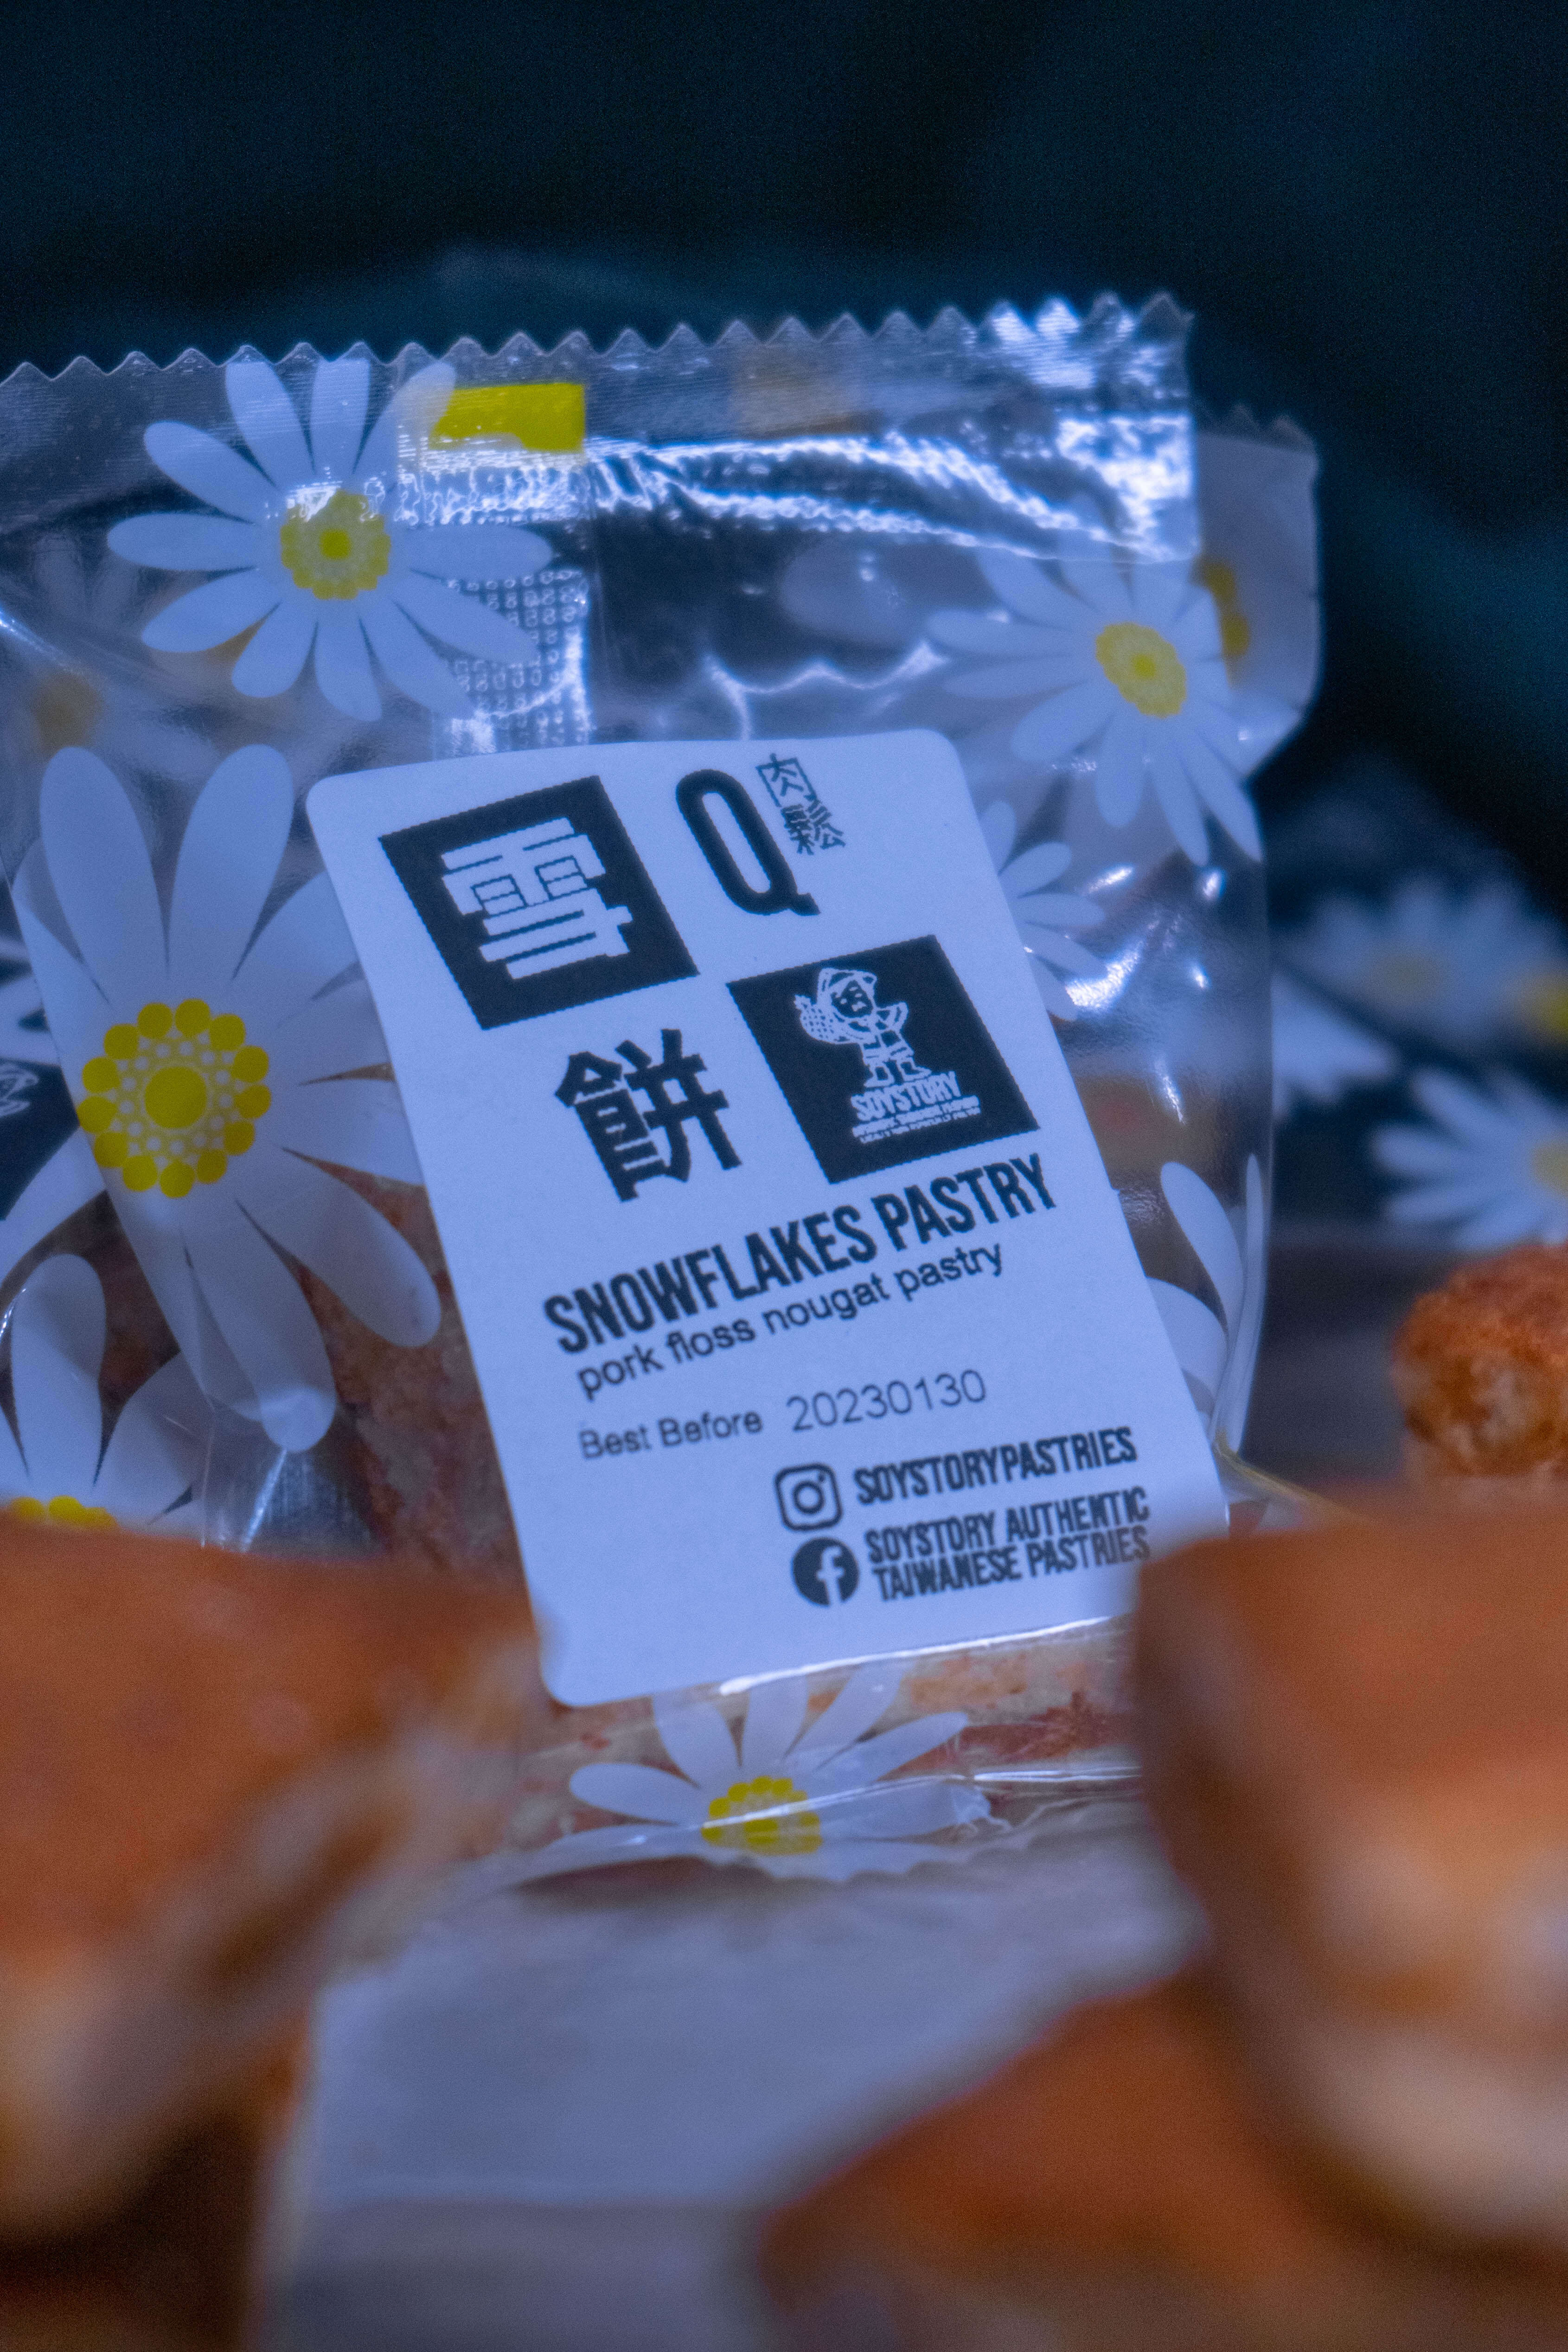 雪Q餅
肉鬆
SOYSTORY
SNOWFLAKES PASTRY
pork floss nougat pastry
Best Before 20230130
SOYSTORYPASTRIES
SOYSTORY AUTHENTIC
TAIWANESE PASTRIES